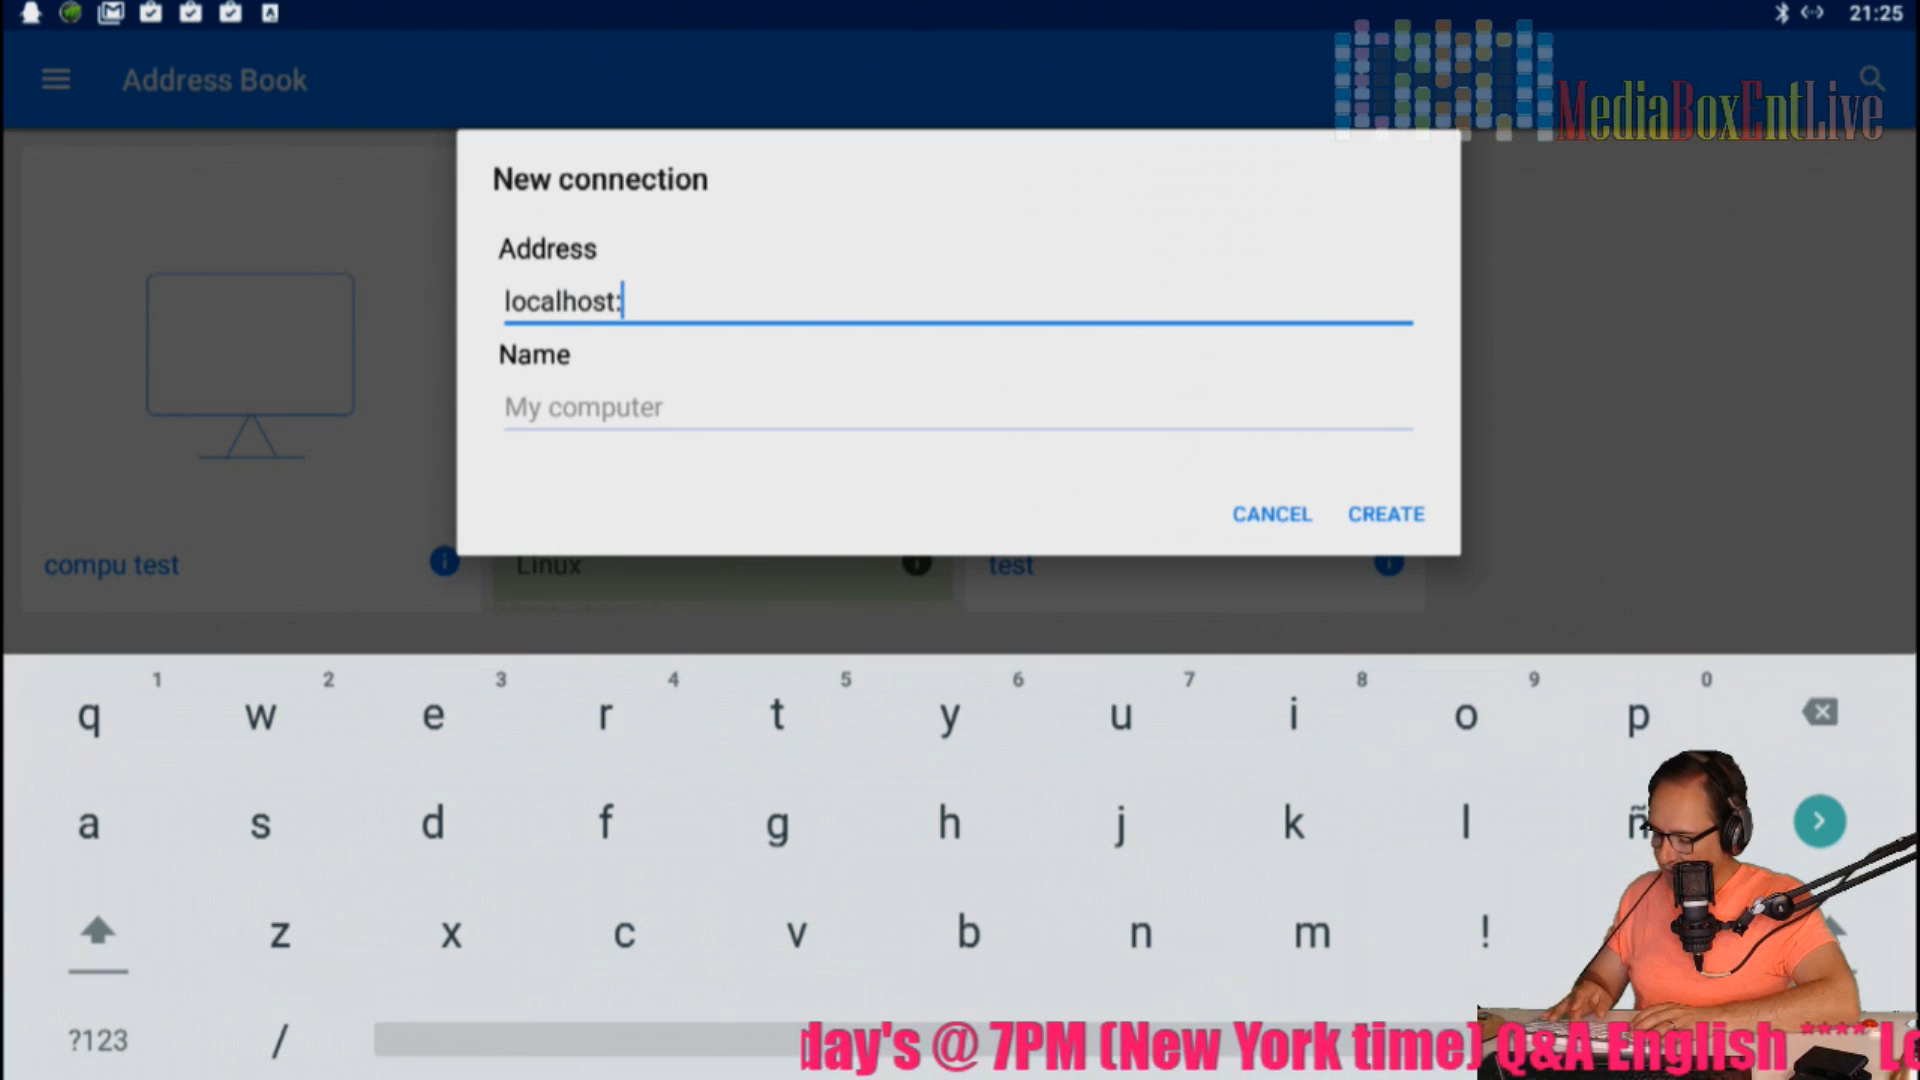 21:25
Address Book
MediaBoxEntLive
New connection
Address
localhost:
Name
My computer
CANCEL CREATE
compu test
Linux
test
1 2 3 4 5 6 7 8 9 0
q w e r t y u i o p
a s d f g h j k l ñ
z x c v b n m !
?123 /
day's @ 7PM (New York time) Q&A English **** Lo